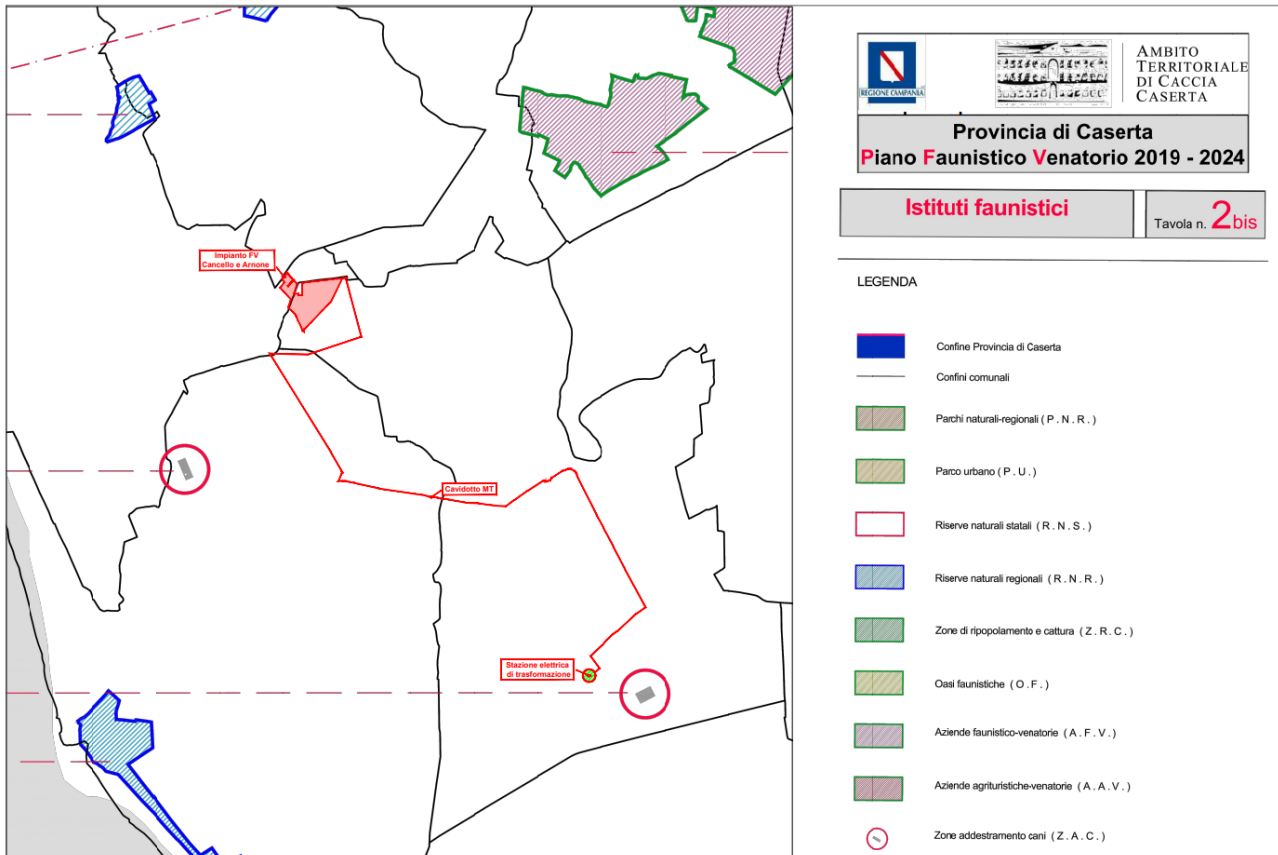 Impianto FV
Cancello e Arnone
Cavidotto MT
Stazione elettrica
di trasformazione
REGIONE CAMPANIA
AMBITO
TERRITORIALE
DI CACCIA
CASERTA
Provincia di Caserta
Piano Faunistico Venatorio 2019 - 2024
Istituti faunistici
Tavola n. 2bis
LEGENDA
Confine Provincia di Caserta
Confini comunali
Parchi naturali-regionali ( P . N . R . )
Parco urbano ( P . U . )
Riserve naturali statali ( R . N . S . )
Riserve naturali regionali ( R . N . R . )
Zone di ripopolamento e cattura ( Z . R . C . )
Oasi faunistiche ( O . F . )
Aziende faunistico-venatorie ( A . F . V . )
Aziende agrituristiche-venatorie ( A . A . V . )
Zone addestramento cani ( Z . A . C . )